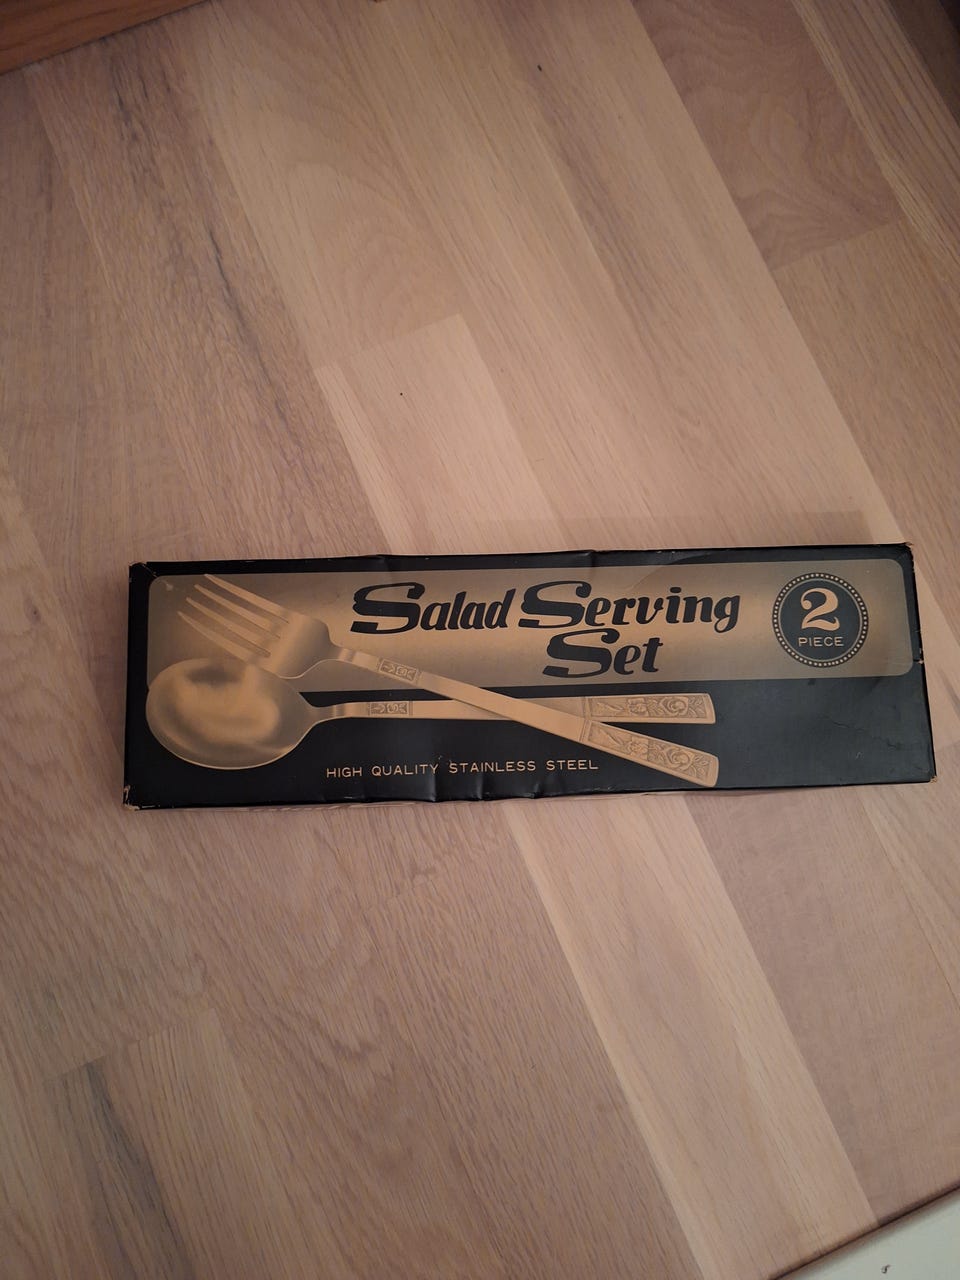 Salad Serving
Set
2
PIECE
HIGH QUALITY STAINLESS STEEL